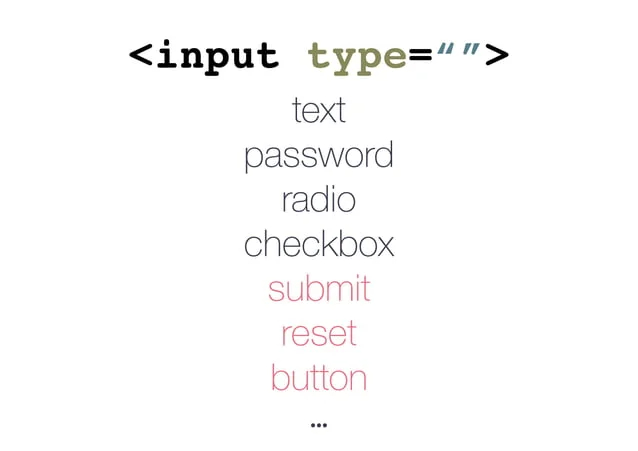 <input type=“”>
text
password
radio
checkbox
submit
reset
button
...